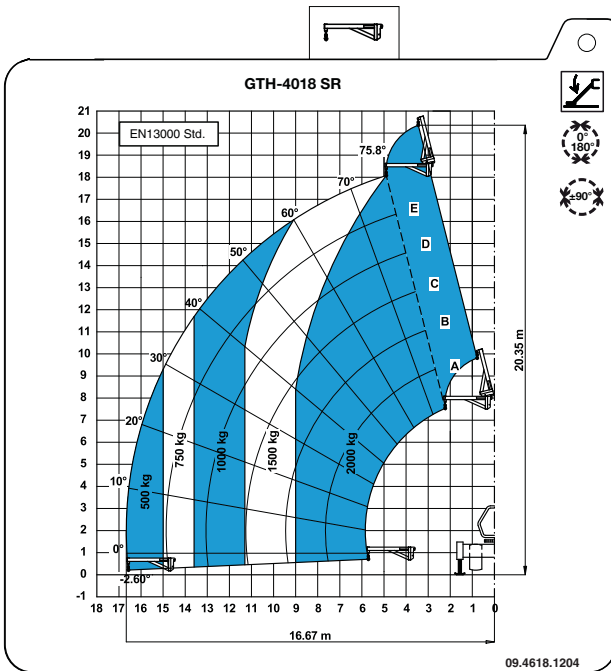 GTH-4018 SR
EN13000 Std.
0°
180°
±90°
21
20
19
18
17
16
15
14
13
12
11
10
9
8
7
6
5
4
3
2
1
0
-1
75.8°
70°
60°
50°
40°
30°
20°
10°
0°
-2.60°
E
D
C
B
A
500 kg
750 kg
1000 kg
1500 kg
2000 kg
20.35 m
18 17 16 15 14 13 12 11 10 9 8 7 6 5 4 3 2 1 0
16.67 m
09.4618.1204